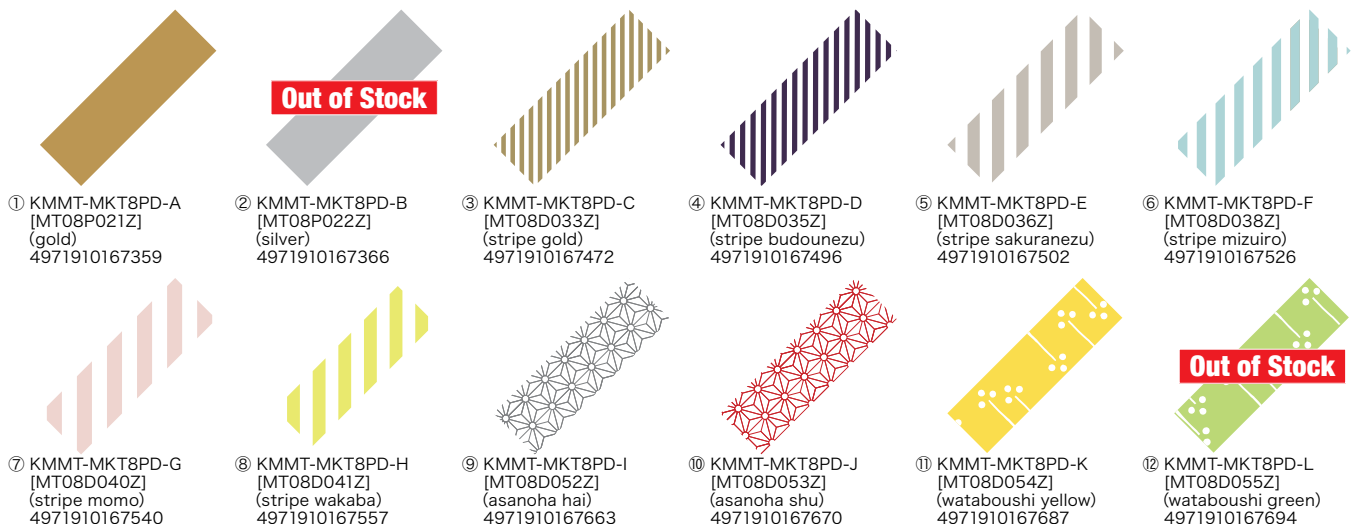 Out of Stock
① KMMT-MKT8PD-A
[MT08P021Z]
(gold)
4971910167359
② KMMT-MKT8PD-B
[MT08P022Z]
(silver)
4971910167366
③ KMMT-MKT8PD-C
[MT08D033Z]
(stripe gold)
4971910167472
④ KMMT-MKT8PD-D
[MT08D035Z]
(stripe budounezu)
4971910167496
⑤ KMMT-MKT8PD-E
[MT08D036Z]
(stripe sakuranezu)
4971910167502
⑥ KMMT-MKT8PD-F
[MT08D038Z]
(stripe mizuiro)
4971910167526
⑦ KMMT-MKT8PD-G
[MT08D040Z]
(stripe momo)
4971910167540
⑧ KMMT-MKT8PD-H
[MT08D041Z]
(stripe wakaba)
4971910167557
⑨ KMMT-MKT8PD-I
[MT08D052Z]
(asanoha hai)
4971910167663
⑩ KMMT-MKT8PD-J
[MT08D053Z]
(asanoha shu)
4971910167670
⑪ KMMT-MKT8PD-K
[MT08D054Z]
(wataboushi yellow)
4971910167687
Out of Stock
⑫ KMMT-MKT8PD-L
[MT08D055Z]
(wataboushi green)
4971910167694